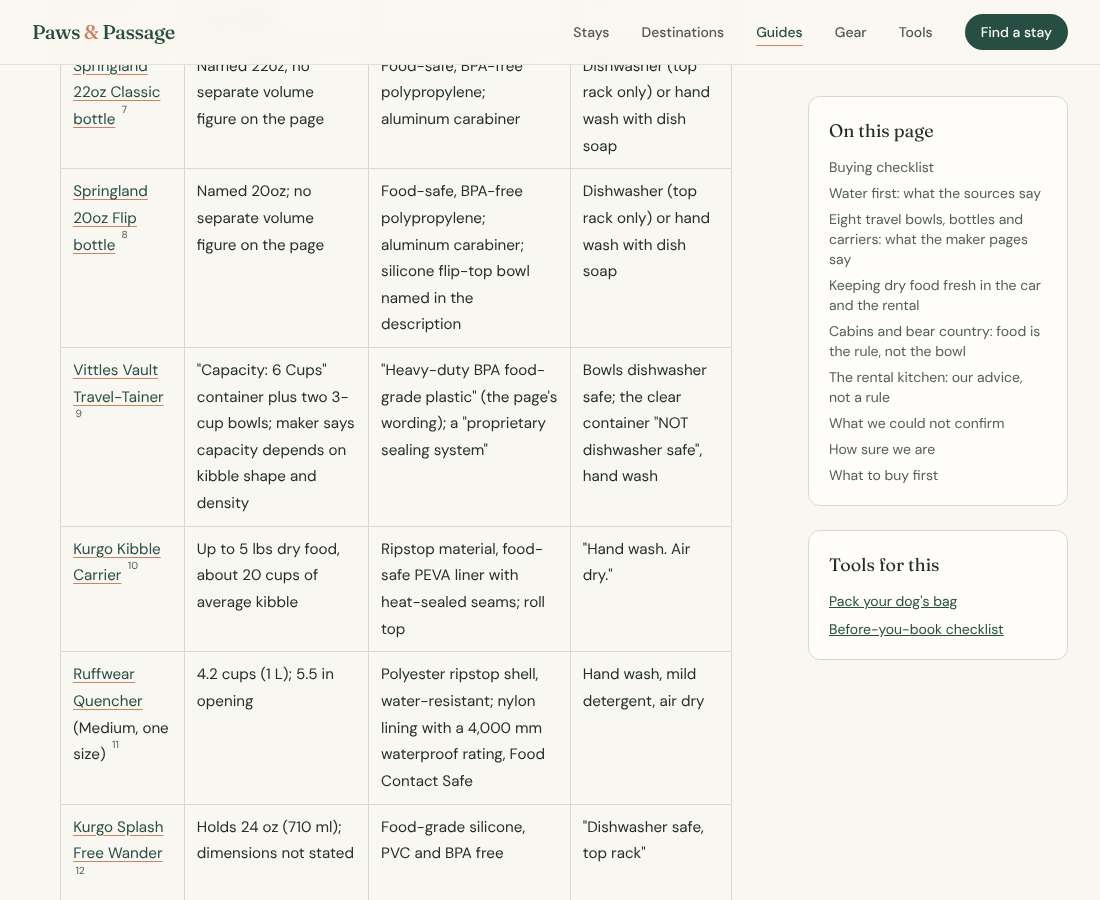 Paws & Passage
Stays
Destinations
Guides
Gear
Tools
Find a stay
Springland
22oz Classic
bottle 7
Named 22oz, no
separate volume
figure on the page
Food-safe, BPA-free
polypropylene;
aluminum carabiner
Dishwasher (top
rack only) or hand
wash with dish
soap
Springland
20oz Flip
bottle 8
Named 20oz; no
separate volume
figure on the page
Food-safe, BPA-free
polypropylene;
aluminum carabiner;
silicone flip-top bowl
named in the
description
Dishwasher (top
rack only) or hand
wash with dish
soap
Vittles Vault
Travel-Tainer
9
"Capacity: 6 Cups"
container plus two 3-
cup bowls; maker says
capacity depends on
kibble shape and
density
"Heavy-duty BPA food-
grade plastic" (the page's
wording); a "proprietary
sealing system"
Bowls dishwasher
safe; the clear
container "NOT
dishwasher safe",
hand wash
Kurgo Kibble
Carrier 10
Up to 5 lbs dry food,
about 20 cups of
average kibble
Ripstop material, food-
safe PEVA liner with
heat-sealed seams; roll
top
"Hand wash. Air
dry."
Ruffwear
Quencher
(Medium, one
size) 11
4.2 cups (1 L); 5.5 in
opening
Polyester ripstop shell,
water-resistant; nylon
lining with a 4,000 mm
waterproof rating, Food
Contact Safe
Hand wash, mild
detergent, air dry
Kurgo Splash
Free Wander
12
Holds 24 oz (710 ml);
dimensions not stated
Food-grade silicone,
PVC and BPA free
"Dishwasher safe,
top rack"
On this page
Buying checklist
Water first: what the sources say
Eight travel bowls, bottles and
carriers: what the maker pages
say
Keeping dry food fresh in the car
and the rental
Cabins and bear country: food is
the rule, not the bowl
The rental kitchen: our advice,
not a rule
What we could not confirm
How sure we are
What to buy first
Tools for this
Pack your dog's bag
Before-you-book checklist